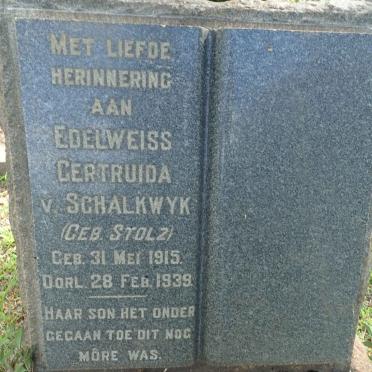 MET LIEFDE
HERINNERING
AAN
EDELWEISS
GERTRUIDA
V. SCHALKWYK
(GEB. STOLZ)
GEB. 31 MEI 1915.
OORL. 28 FEB. 1939.
HAAR SON HET ONDER
GEGAAN TOE DIT NOG
MÔRE WAS.